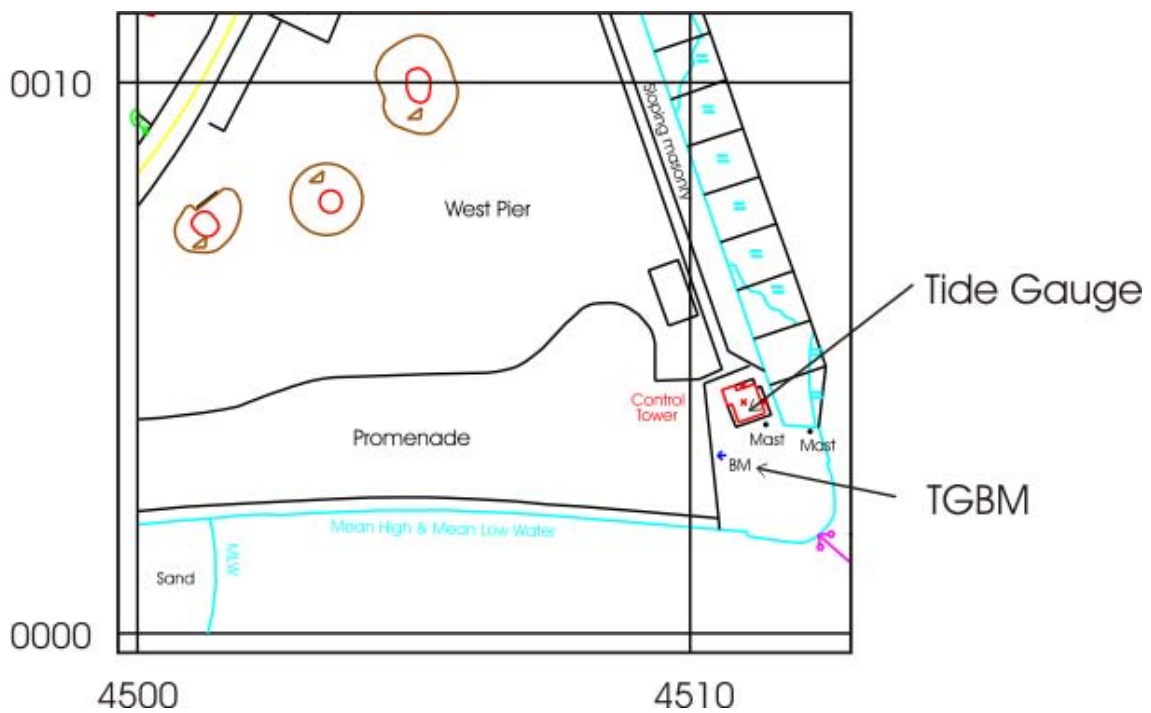 0010
Sloping masonry
West Pier
Tide Gauge
Control
Tower
Promenade
Mast
Mast
BM
TGBM
Mean High & Mean Low Water
MLW
Sand
0000
4500
4510